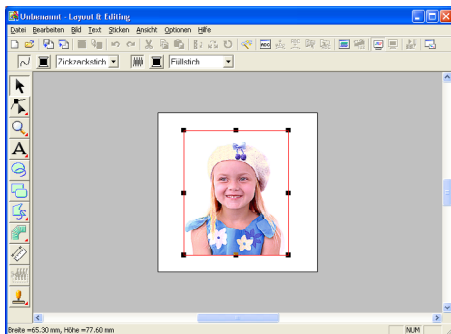 Unbenannt - Layout & Editing
Datei Bearbeiten Bild Text Sticken Ansicht Optionen Hilfe
Zickzackstich Füllstich
A
Breite =65.30 mm, Höhe =77.60 mm NUM